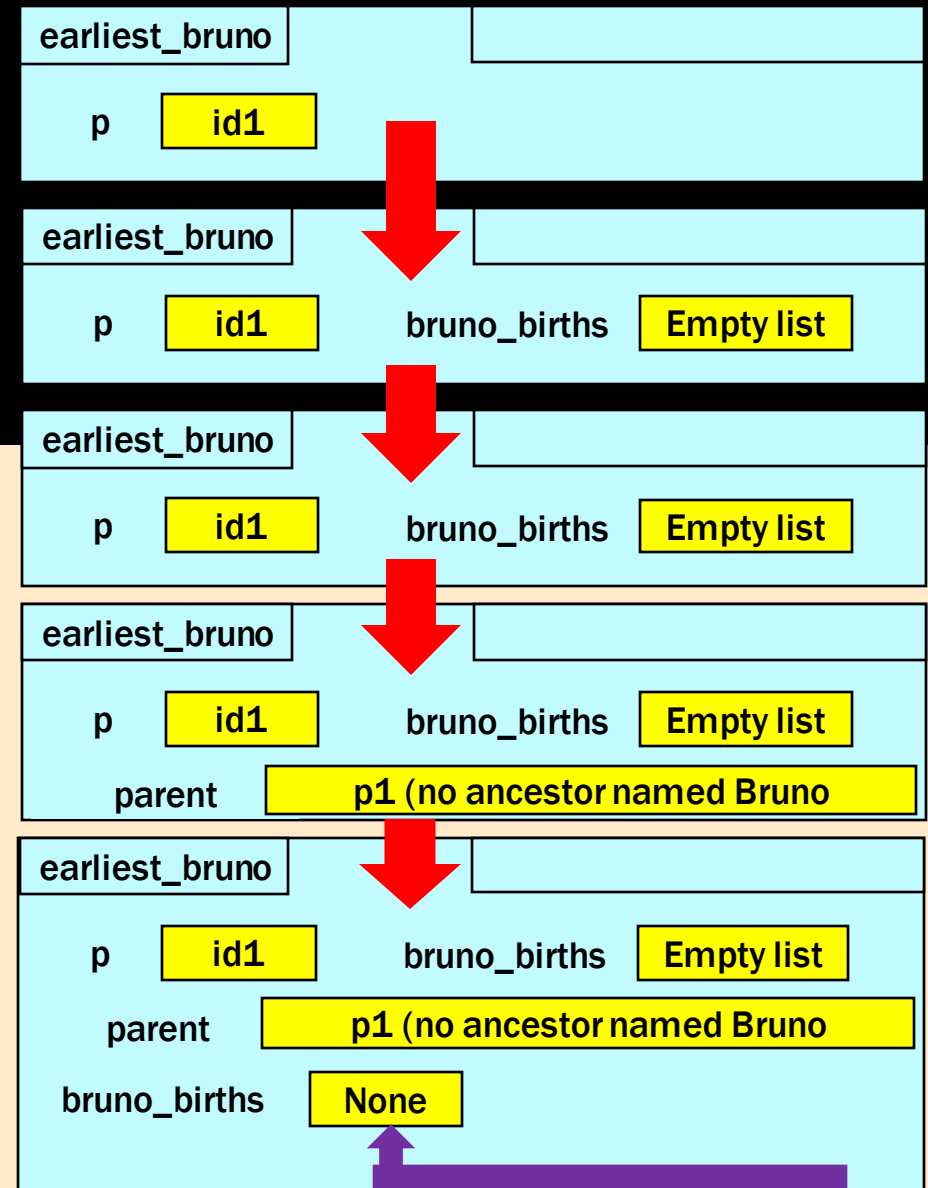 earliest_bruno
p id1
earliest_bruno
p id1 bruno_births Empty list
earliest_bruno
p id1 bruno_births Empty list
earliest_bruno
p id1 bruno_births Empty list
parent p1 (no ancestor named Bruno
earliest_bruno
p id1 bruno_births Empty list
parent p1 (no ancestor named Bruno
bruno_births None